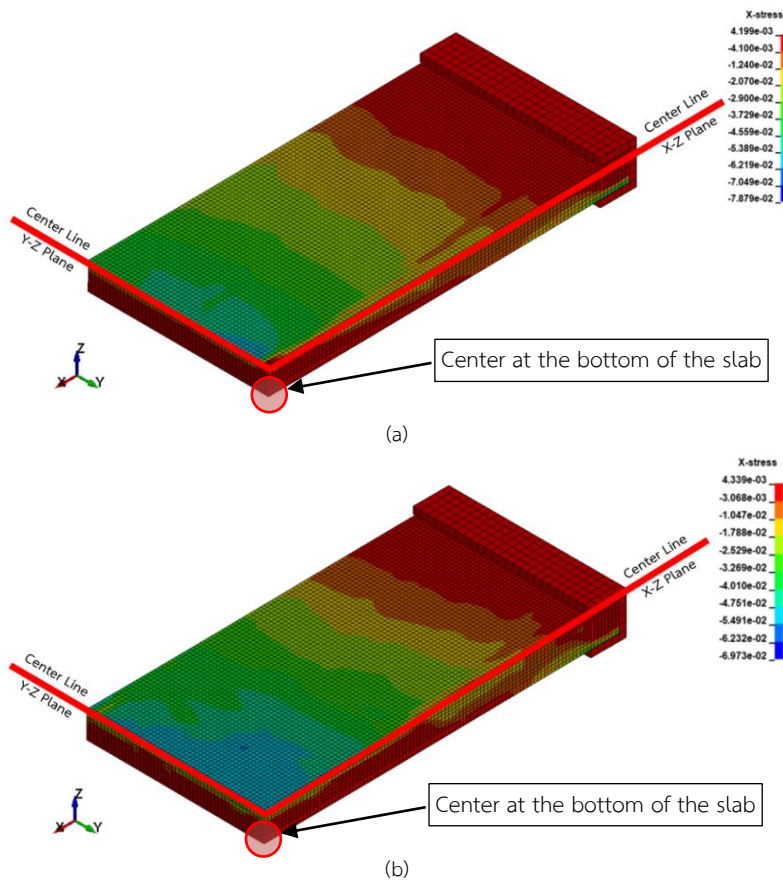 X-stress
4.199e-03
-4.100e-03
-1.240e-02
-2.070e-02
-2.900e-02
-3.729e-02
-4.559e-02
-5.389e-02
-6.219e-02
-7.049e-02
-7.879e-02
Center Line
X-Z Plane
Center Line
Y-Z Plane
Z
X
Y
Center at the bottom of the slab
(a)
X-stress
4.339e-03
-3.068e-03
-1.047e-02
-1.788e-02
-2.529e-02
-3.269e-02
-4.010e-02
-4.751e-02
-5.491e-02
-6.232e-02
-6.973e-02
Center Line
X-Z Plane
Center Line
Y-Z Plane
Z
X
Y
Center at the bottom of the slab
(b)